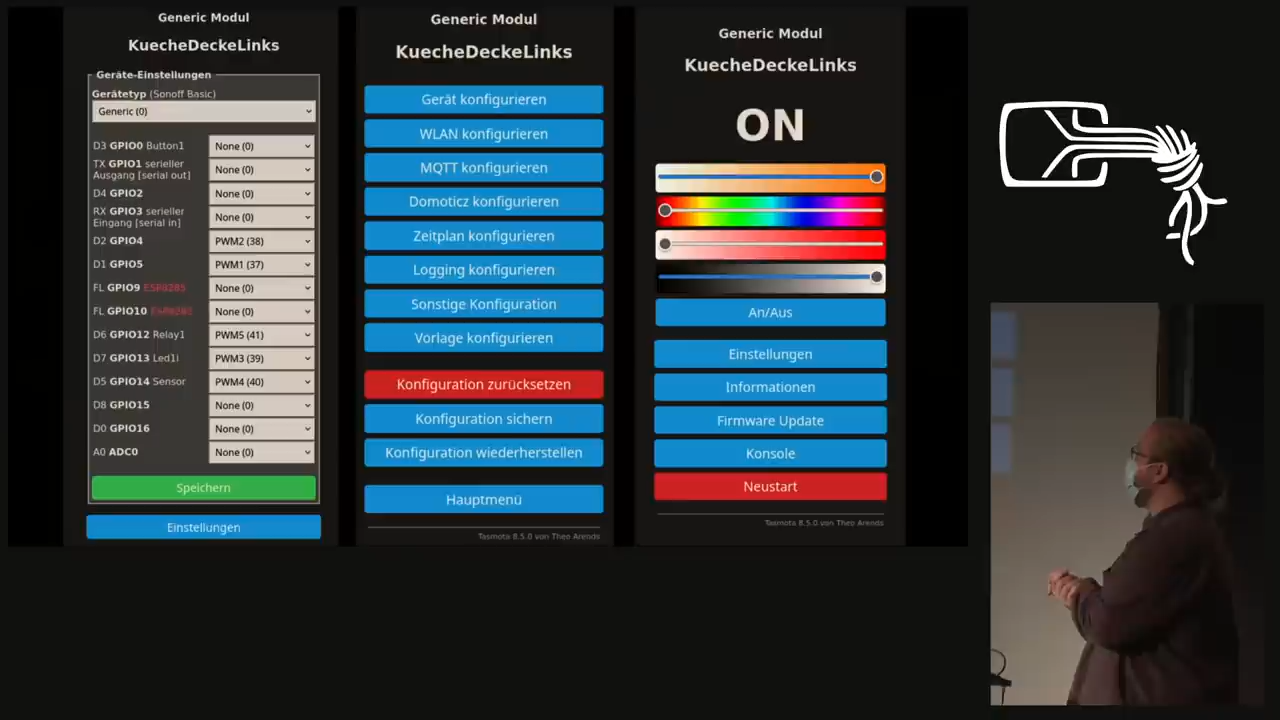 Generic Modul
KuecheDeckeLinks
Geräte-Einstellungen
Gerätetyp (Sonoff Basic)
Generic (0)
D3 GPIO0 Button1 None (0)
TX GPIO1 serieller
Ausgang [serial out] None (0)
D4 GPIO2 None (0)
RX GPIO3 serieller
Eingang [serial in] None (0)
D2 GPIO4 PWM2 (38)
D1 GPIO5 PWM1 (37)
FL GPIO9 ESP8285 None (0)
FL GPIO10 ESP8285 None (0)
D6 GPIO12 Relay1 PWM5 (41)
D7 GPIO13 Led1i PWM3 (39)
D5 GPIO14 Sensor PWM4 (40)
D8 GPIO15 None (0)
D0 GPIO16 None (0)
A0 ADC0 None (0)
Speichern
Einstellungen
Generic Modul
KuecheDeckeLinks
Gerät konfigurieren
WLAN konfigurieren
MQTT konfigurieren
Domoticz konfigurieren
Zeitplan konfigurieren
Logging konfigurieren
Sonstige Konfiguration
Vorlage konfigurieren
Konfiguration zurücksetzen
Konfiguration sichern
Konfiguration wiederherstellen
Hauptmenü
Tasmota 8.5.0 von Theo Arends
Generic Modul
KuecheDeckeLinks
ON
An/Aus
Einstellungen
Informationen
Firmware Update
Konsole
Neustart
Tasmota 8.5.0 von Theo Arends